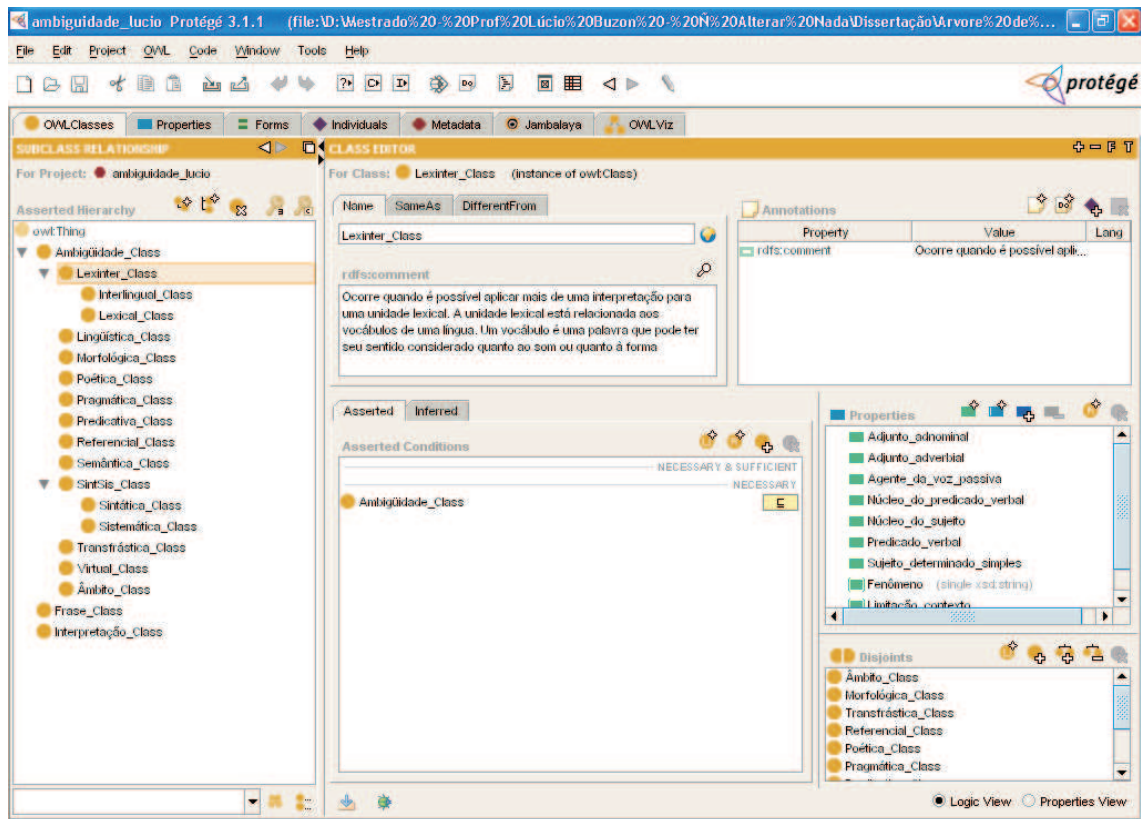 ambiguidade_lucio Protégé 3.1.1 (file:\D:\Mestrado%20-%20Prof%20Lúcio%20Buzon%20-%20Ñ%20Alterar%20Nada\Dissertação\Arvore%20de%...
File Edit Project OWL Code Window Tools Help
protégé
OWLClasses Properties Forms Individuals Metadata Jambalaya OWLViz
SUBCLASS RELATIONSHIP
For Project: ambiguidade_lucio
Asserted Hierarchy
owl:Thing
Ambigüidade_Class
Lexinter_Class
Interlingual_Class
Lexical_Class
Lingüística_Class
Morfológica_Class
Poética_Class
Pragmática_Class
Predicativa_Class
Referencial_Class
Semântica_Class
SintSis_Class
Sintática_Class
Sistemática_Class
Transfrástica_Class
Virtual_Class
Âmbito_Class
Frase_Class
Interpretação_Class
CLASS EDITOR
For Class: Lexinter_Class (instance of owl:Class)
Name SameAs DifferentFrom
Lexinter_Class
rdfs:comment
Ocorre quando é possível aplicar mais de uma interpretação para
uma unidade lexical. A unidade lexical está relacionada aos
vocábulos de uma língua. Um vocábulo é uma palavra que pode ter
seu sentido considerado quanto ao som ou quanto à forma
Annotations
Property Value Lang
rdfs:comment Ocorre quando é possível apli...
Asserted Inferred
Asserted Conditions
NECESSARY & SUFFICIENT
NECESSARY
Ambigüidade_Class ⊑
Properties
Adjunto_adnominal
Adjunto_adverbial
Agente_da_voz_passiva
Núcleo_do_predicado_verbal
Núcleo_do_sujeito
Predicado_verbal
Sujeito_determinado_simples
Fenômeno (single xsd:string)
Limitação_contexto
Disjoints
Âmbito_Class
Morfológica_Class
Transfrástica_Class
Referencial_Class
Poética_Class
Pragmática_Class
Logic View Properties View